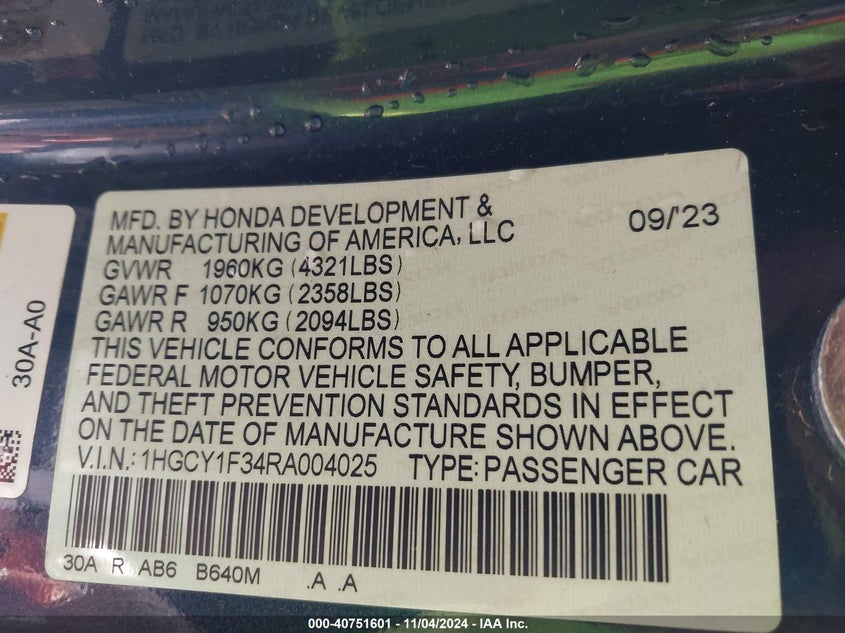 MFD. BY HONDA DEVELOPMENT &
MANUFACTURING OF AMERICA, LLC
09/'23
GVWR 1960KG (4321LBS)
GAWR F 1070KG (2358LBS)
GAWR R 950KG (2094LBS)
THIS VEHICLE CONFORMS TO ALL APPLICABLE
FEDERAL MOTOR VEHICLE SAFETY, BUMPER,
AND THEFT PREVENTION STANDARDS IN EFFECT
ON THE DATE OF MANUFACTURE SHOWN ABOVE.
V.I.N.: 1HGCY1F34RA004025 TYPE: PASSENGER CAR
30A R AB6 B640M .A .A
30A-A0
000-40751601 - 11/04/2024 - IAAI.com